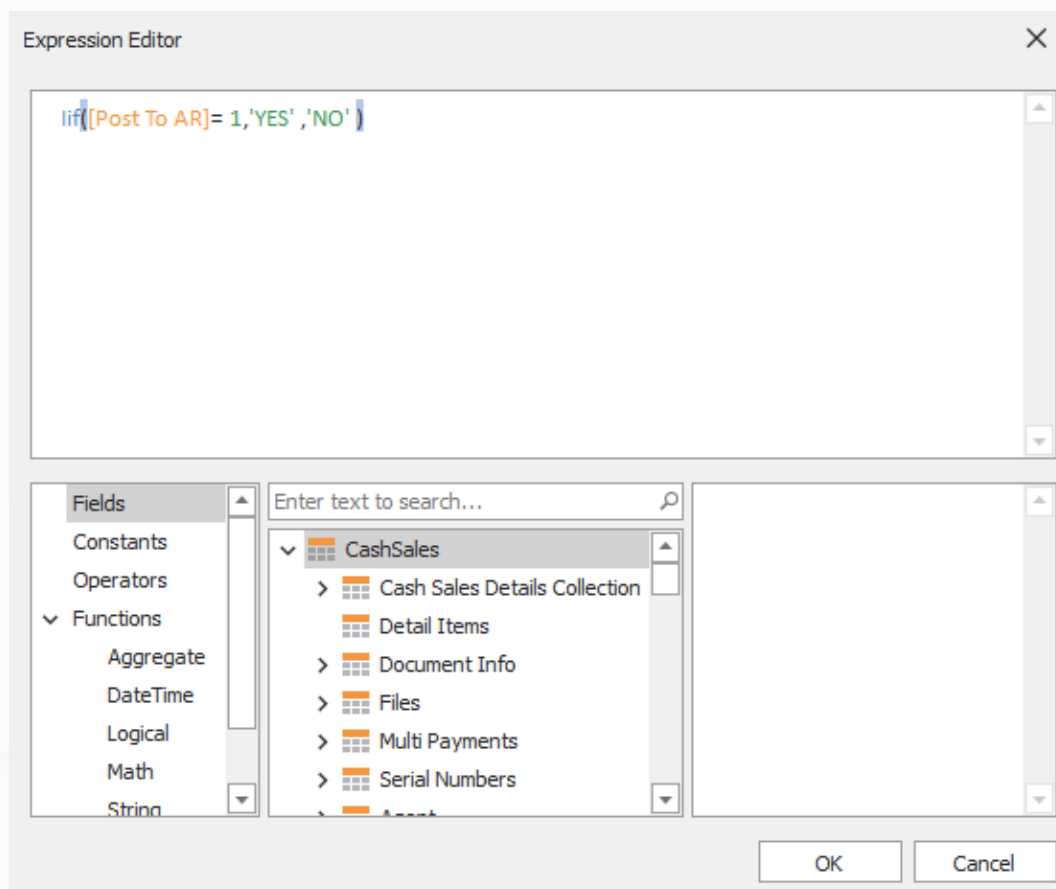 Expression Editor
Iif([Post To AR]= 1,'YES' ,'NO' )
Fields
Constants
Operators
Functions
Aggregate
DateTime
Logical
Math
String
Enter text to search...
CashSales
Cash Sales Details Collection
Detail Items
Document Info
Files
Multi Payments
Serial Numbers
Agent
OK
Cancel